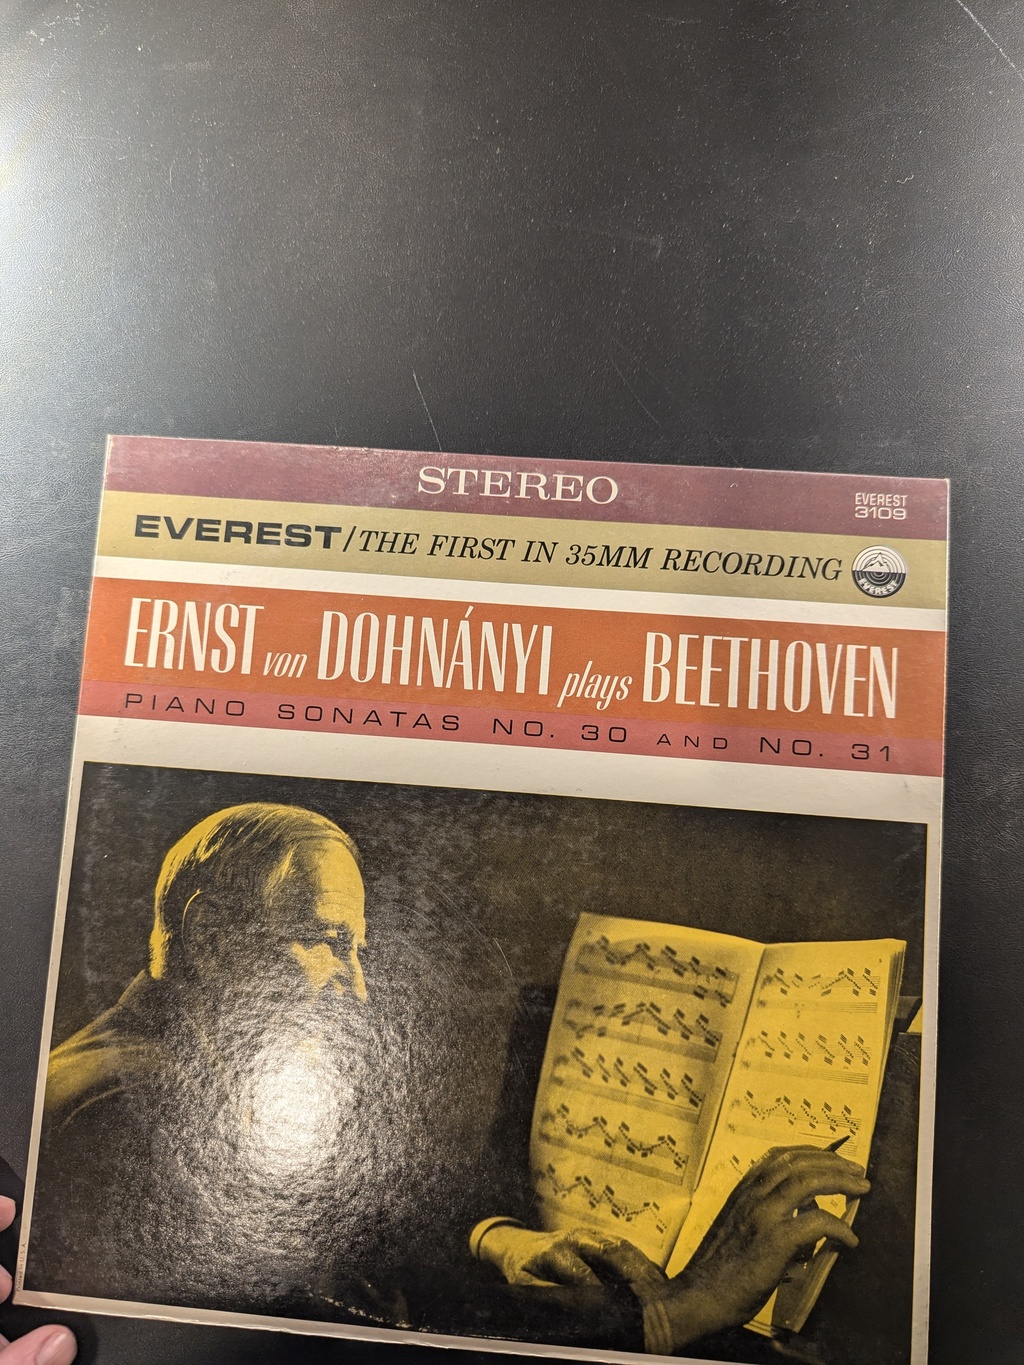 STEREO
EVEREST
3109
EVEREST/THE FIRST IN 35MM RECORDING
EVEREST
ERNST von DOHNÁNYI plays BEETHOVEN
PIANO SONATAS NO. 30 AND NO. 31
U.S.A.